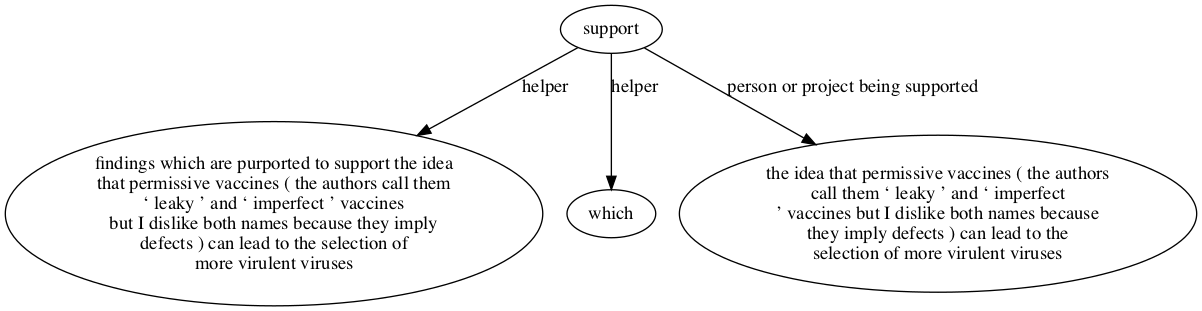 support
helper
helper
person or project being supported
findings which are purported to support the idea
that permissive vaccines ( the authors call them
‘ leaky ’ and ‘ imperfect ’ vaccines
but I dislike both names because they imply
defects ) can lead to the selection of
more virulent viruses
which
the idea that permissive vaccines ( the authors
call them ‘ leaky ’ and ‘ imperfect
’ vaccines but I dislike both names because
they imply defects ) can lead to the
selection of more virulent viruses